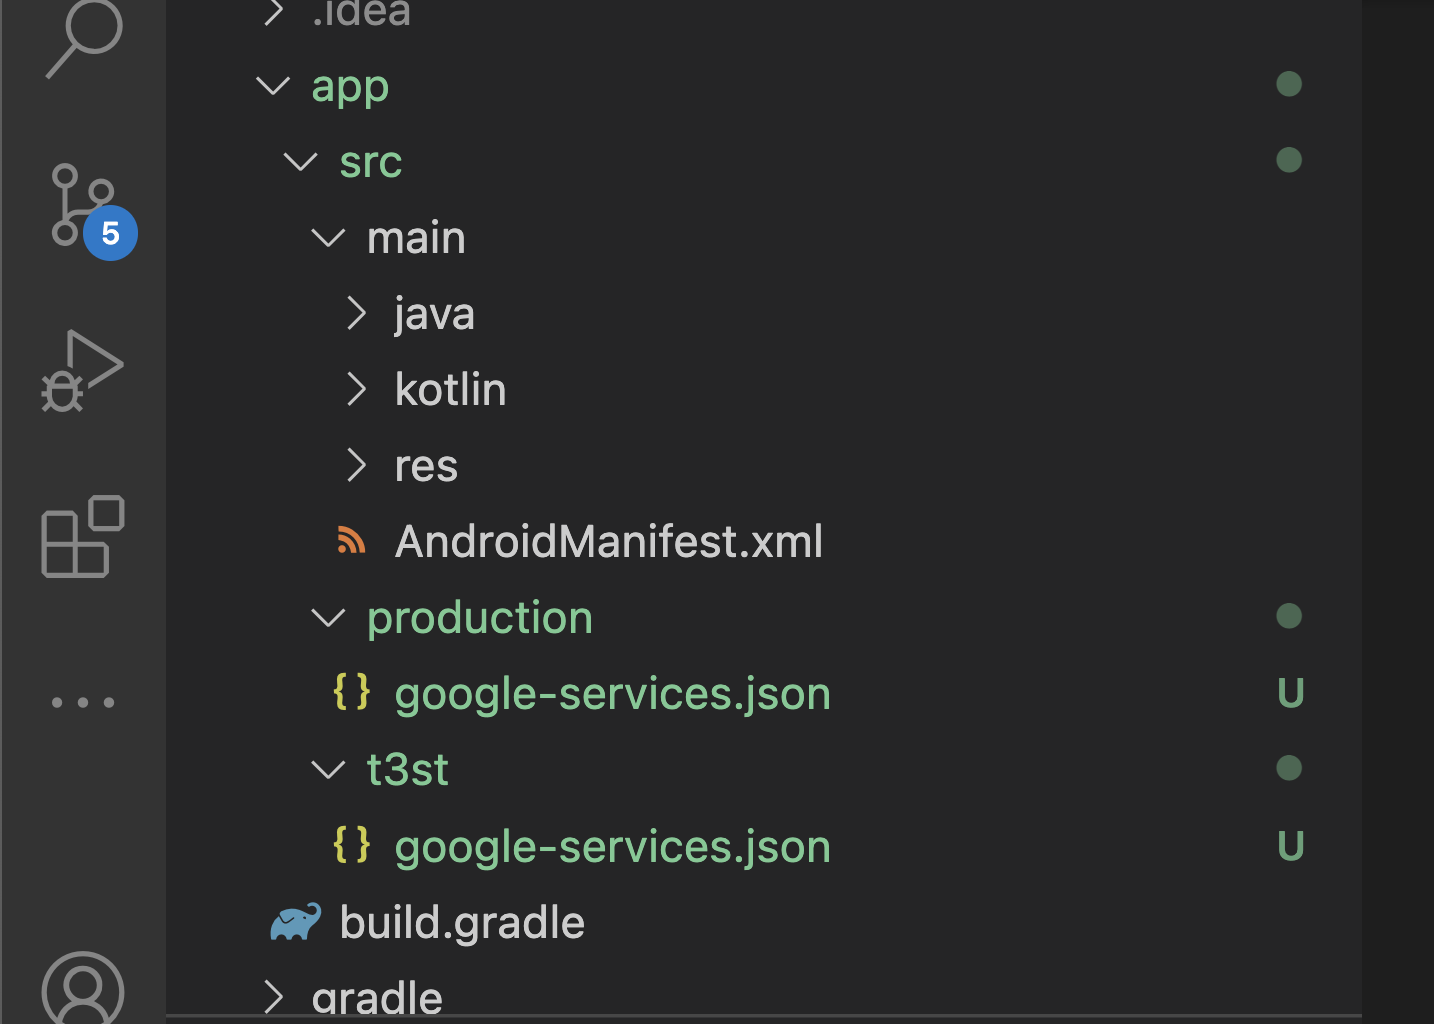 .idea
app
src
5
main
java
kotlin
res
AndroidManifest.xml
production
{} google-services.json U
t3st
{} google-services.json U
build.gradle
gradle